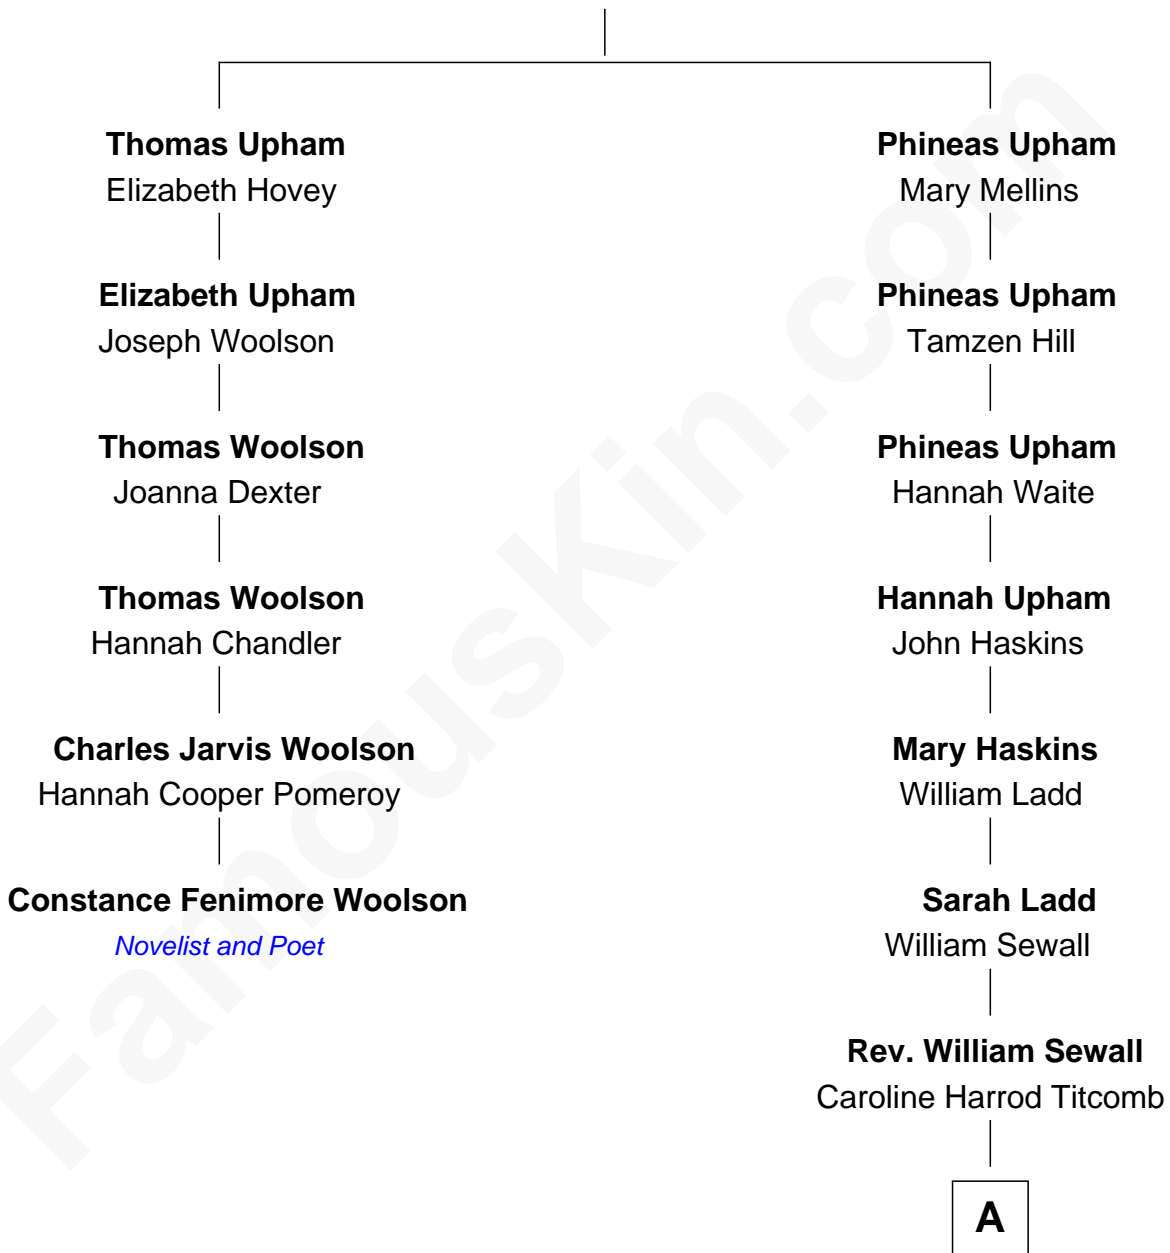 Thomas Upham
Elizabeth Hovey
Elizabeth Upham
Joseph Woolson
Thomas Woolson
Joanna Dexter
Thomas Woolson
Hannah Chandler
Charles Jarvis Woolson
Hannah Cooper Pomeroy
Constance Fenimore Woolson
Novelist and Poet
Phineas Upham
Mary Mellins
Phineas Upham
Tamzen Hill
Phineas Upham
Hannah Waite
Hannah Upham
John Haskins
Mary Haskins
William Ladd
Sarah Ladd
William Sewall
Rev. William Sewall
Caroline Harrod Titcomb
A
FamousKin.com